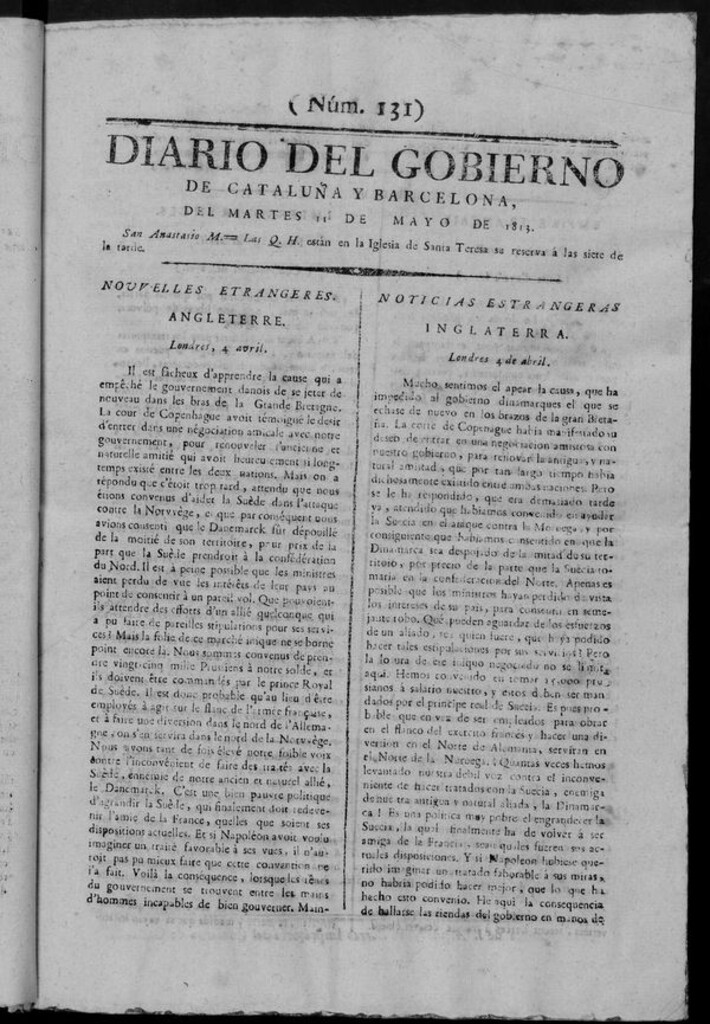 ( Núm. 131)
DIARIO DEL GOBIERNO
DE CATALUÑA Y BARCELONA,
DEL MARTES 11 DE MAYO DE 1813.
San Anastasio M.= Las Q. H. están en la Iglesia de Santa Teresa se reserva á las siete de
la tarde.
NOUVELLES ETRANGERES.
ANGLETERRE.
Londres, 4 avril.
Il est fâcheux d'apprendre la cause qui a
empêché le gouvernement danois de se jeter de
nouveau dans les bras de la Grande Bretagne.
La cour de Copenhague avoit témoigné le desir
d'entrer dans une négociation amicale avec notre
gouvernement, pour renouveler l'ancienne et
naturelle amitié qui avoit heureusement si long-
temps existé entre les deux nations. Mais on a
répondu que c'étoit trop tard, attendu que nous
étions convenus d'aider la Suède dans l'attaque
contre la Norviège, et que par conséquent nous
avions consenti que le Danemarck fût dépouillé
de la moitié de son territoire, pour prix de la
part que la Suède prendroit à la confédération
du Nord. Il est à peine possible que les ministres
aient perdu de vue les intérêts de leur pays au
point de consentir à un pareil vol. Que pouvoient-
ils attendre des efforts d'un allié quelconque qui
a pu faire de pareilles stipulations pour ses servi-
ces! Mais la folie de ce marché inique ne se borne
point encore là. Nous sommes convenus de pren-
dre vingt-cinq mille Prussiens à notre solde, et
ils doivent être commandés par le prince Royal
de Suède. Il est donc probable qu'au lieu d'être
employés à agir sur le flanc de l'armée française,
et à faire une diversion dans le nord de l'Allema-
gne, on s'en servira dans le nord de la Norviège.
Nous avons tant de fois élevé notre foible voix
contre l'inconvénient de faire des traités avec la
Suède, ennemie de notre ancien et naturel allié,
le Danemarck. C'est une bien pauvre politique
d'agrandir la Suède, qui finalement doit redeve-
nir l'amie de la France, quelles que soient ses
dispositions actuelles. Et si Napoléon avoit voulu
imaginer un traité favorable à ses vues, il n'au-
roit pas pu mieux faire que cette convention ne
l'a fait. Voilà la conséquence, lorsque les rênes
du gouvernement se trouvent entre les mains
d'hommes incapables de bien gouverner. Main-
NOTICIAS ESTRANGERAS
INGLATERRA.
Londres 4 de abril.
Mucho sentimos el apear la causa, que ha
impedido al gobierno dinamarques el que se
echase de nuevo en los brazos de la gran Breta-
ña. La corte de Copenague habia manifestado su
deseo de entrar en una negociacion amistosa con
nuestro gobierno, para renovar la antigua y na-
tural amistad, que por tan largo tiempo habia
dichosamente existido entre ambas naciones. Pero
se le ha respondido, que era demasiado tarde
ya, atendido que habiamos convenido en ayudar
la Suecia en el ataque contra la Noruega, y por
consiguiente que habiamos consentido en que la
Dinamarca sea despojada de la mitad de su ter-
ritorio, por precio de la parte que la Suecia to-
maria en la confederacion del Norte. Apenas es
posible que los ministros hayan perdido de vista
los intereses de su pais, para consentir en seme-
jante robo. Qué pueden aguardar de los esfuerzos
de un aliado, sea quien fuere, que haya podido
hacer tales estipulaciones por sus servicios! Pero
la locura de ese iniquo negociado no se limita
aqui. Hemos convenido en tomar 25,000 pru-
sianos á salario nuestro, y estos deben ser man-
dados por el príncipe real de Suecia. Es pues pro-
bable que en vez de ser empleados para obrar
en el flanco del exército francés y hacer una di-
version en el Norte de Alemania, servirán en
el Norte de la Noruega. ¡Quantas veces hemos
levantado nuestra debil voz contra el inconve-
niente de hacer tratados con la Suecia, enemiga
de nuestra antigua y natural aliada, la Dinamar-
ca! Es una política muy pobre el engrandecer la
Suecia, la qual finalmente ha de volver á ser
amiga de la Francia, sean quales fueren sus ac-
tuales disposiciones. Y si Napoleon hubiese que-
rido imaginar un tratado faborable á sus miras,
no habria podido hacer mejor, que lo que ha
hecho esto convenio. He aqui la consequencia
de hallarse las riendas del gobierno en manos de